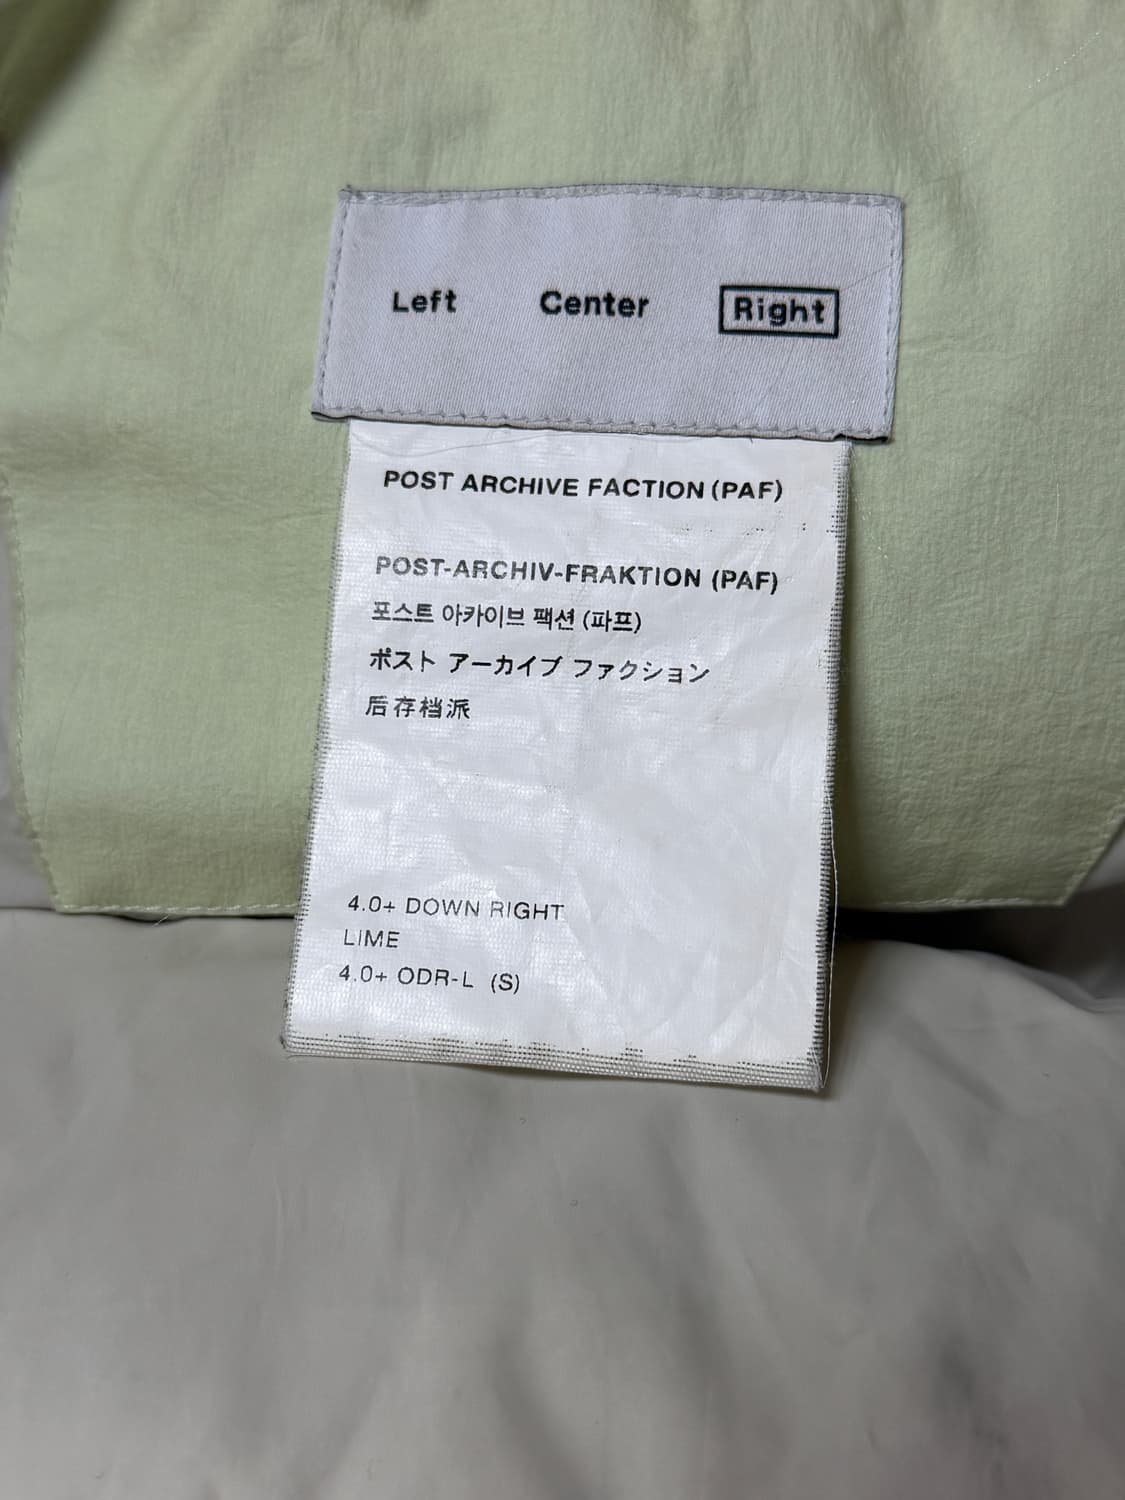 Left Center Right
POST ARCHIVE FACTION (PAF)
POST-ARCHIV-FRAKTION (PAF)
포스트 아카이브 팩션 (파프)
ポスト アーカイブ ファクション
后存档派
4.0+ DOWN RIGHT
LIME
4.0+ ODR-L (S)